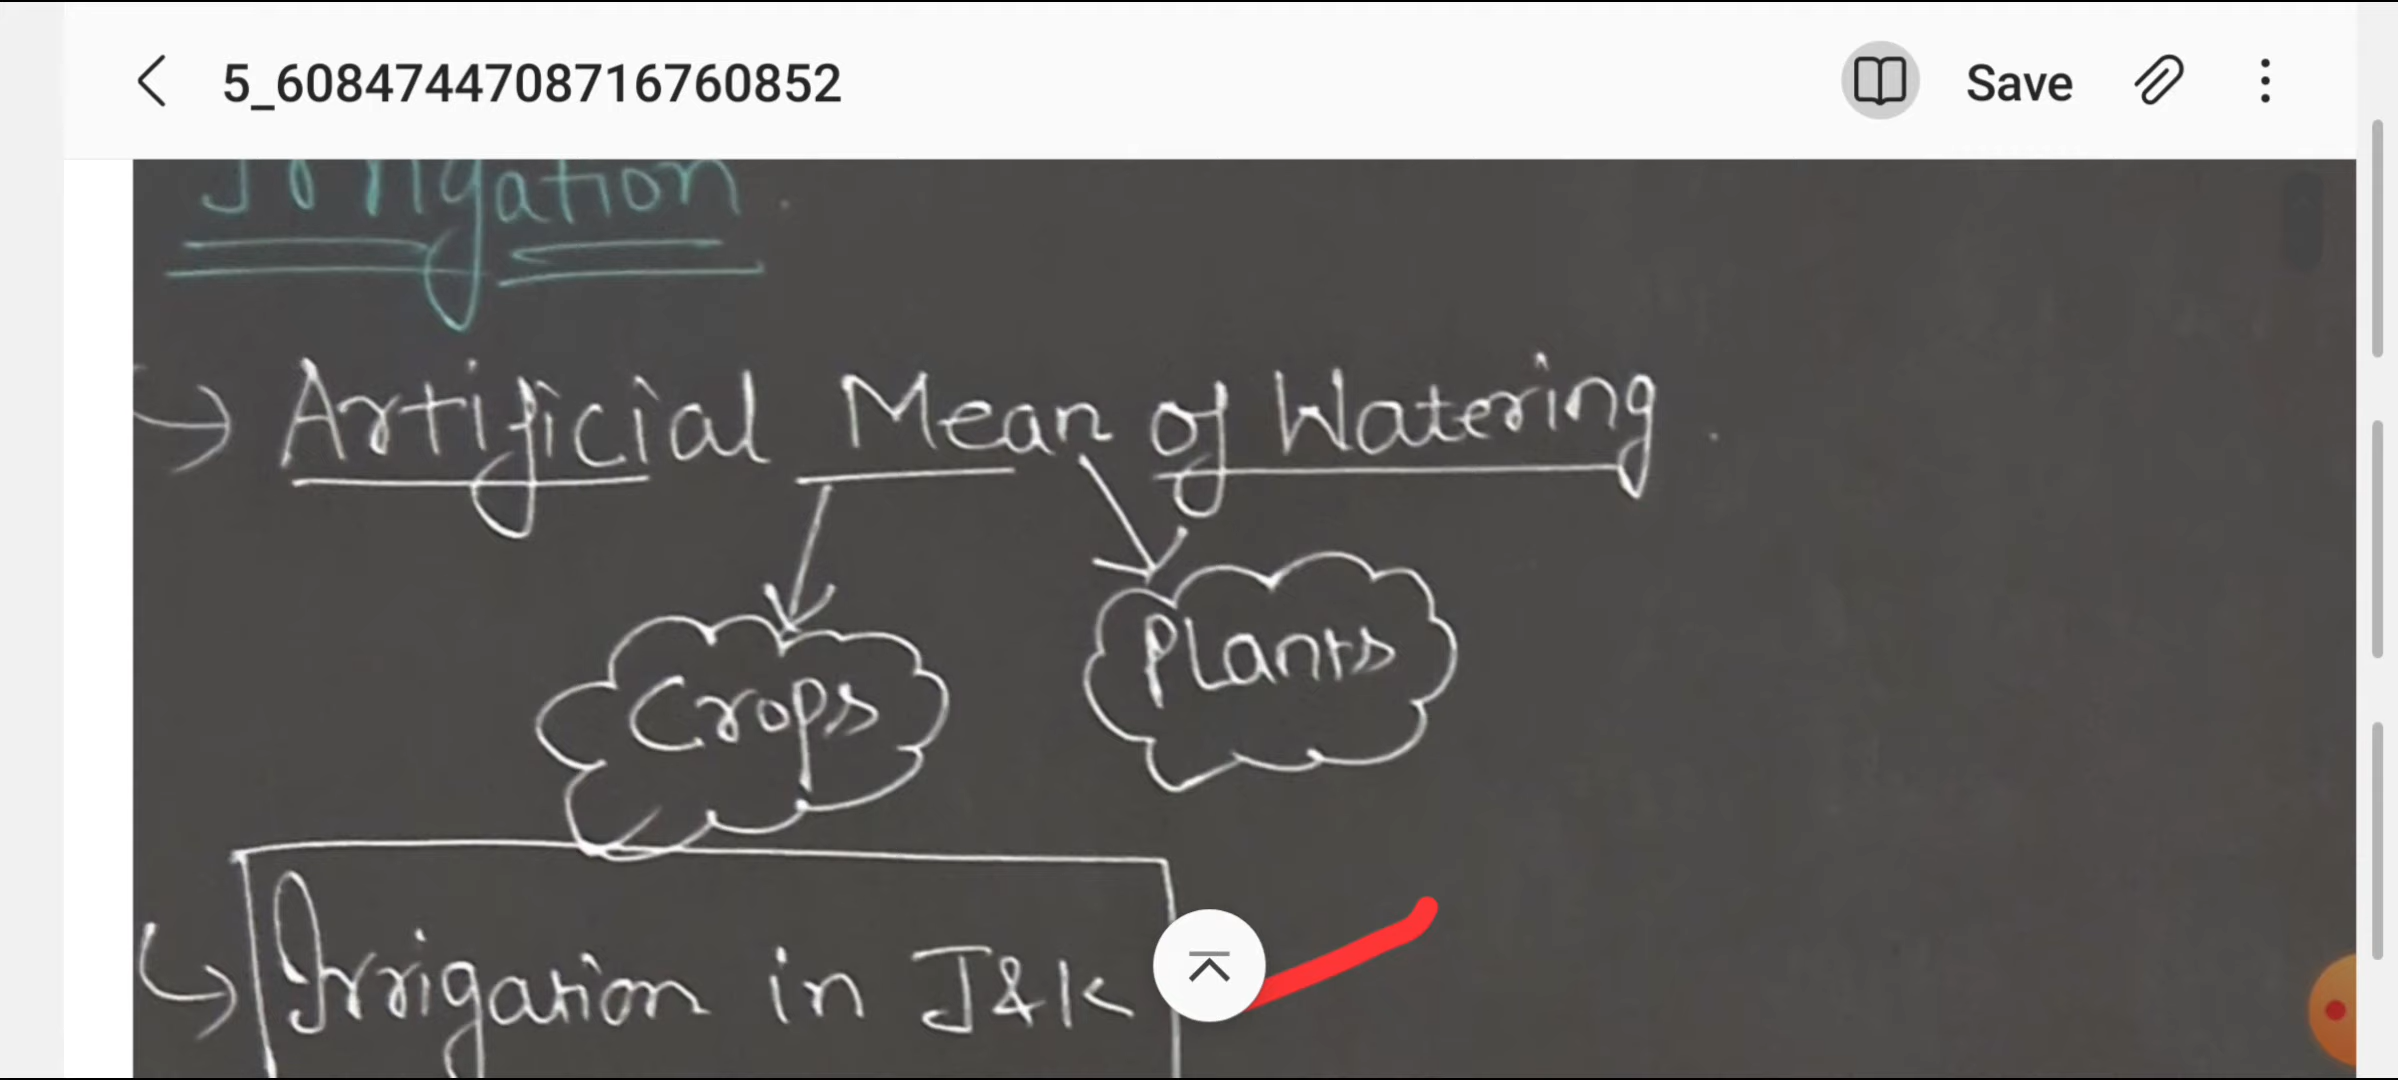 5_6084744708716760852
Save
Irrigation.
Artificial Mean of Watering.
Crops
Plants
Irrigation in J&K